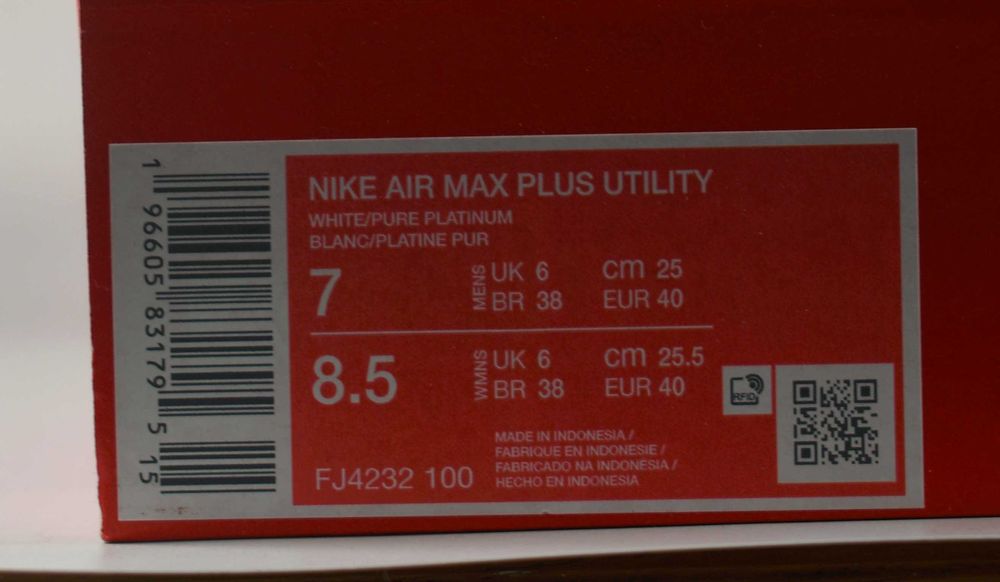 1 96605 83179 5 15
NIKE AIR MAX PLUS UTILITY
WHITE/PURE PLATINUM
BLANC/PLATINE PUR
7 MENS UK 6 cm 25
BR 38 EUR 40
8.5 WMNS UK 6 cm 25.5
BR 38 EUR 40
RFID
MADE IN INDONESIA /
FABRIQUE EN INDONESIE /
FABRICADO NA INDONESIA /
HECHO EN INDONESIA
FJ4232 100